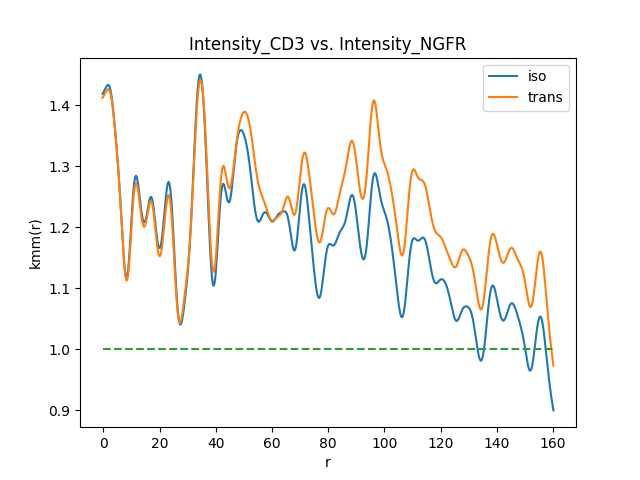 Intensity_CD3 vs. Intensity_NGFR
iso
trans
kmm(r)
1.4
1.3
1.2
1.1
1.0
0.9
0 20 40 60 80 100 120 140 160
r